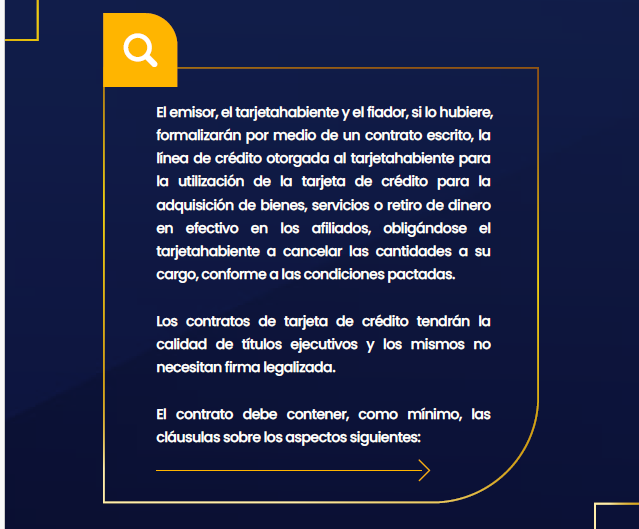 El emisor, el tarjetahabiente y el fiador, si lo hubiere,
formalizarán por medio de un contrato escrito, la
línea de crédito otorgada al tarjetahabiente para
la utilización de la tarjeta de crédito para la
adquisición de bienes, servicios o retiro de dinero
en efectivo en los afiliados, obligándose el
tarjetahabiente a cancelar las cantidades a su
cargo, conforme a las condiciones pactadas.
Los contratos de tarjeta de crédito tendrán la
calidad de títulos ejecutivos y los mismos no
necesitan firma legalizada.
El contrato debe contener, como mínimo, las
cláusulas sobre los aspectos siguientes: